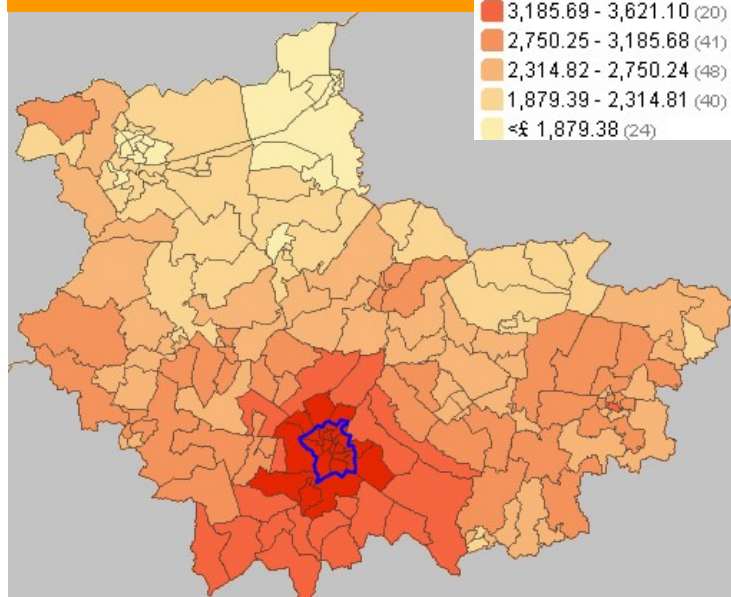 3,185.69 - 3,621.10 (20)
2,750.25 - 3,185.68 (41)
2,314.82 - 2,750.24 (48)
1,879.39 - 2,314.81 (40)
<£ 1,879.38 (24)